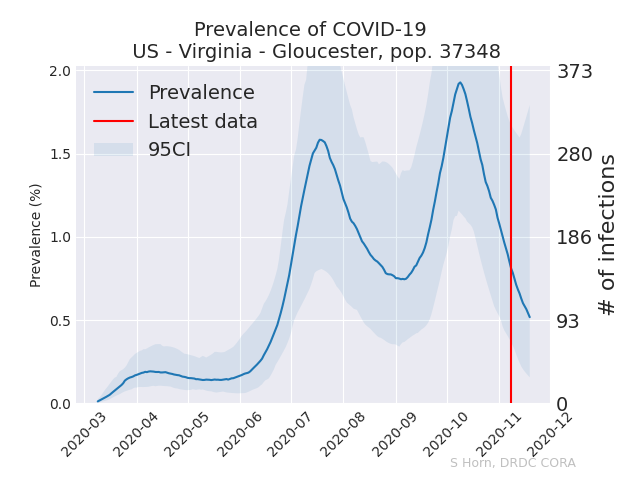 Prevalence of COVID-19
US - Virginia - Gloucester, pop. 37348
Prevalence
Latest data
95CI
2.0
1.5
1.0
0.5
0.0
Prevalence (%)
373
280
186
93
0
# of infections
2020-03
2020-04
2020-05
2020-06
2020-07
2020-08
2020-09
2020-10
2020-11
2020-12
S Horn, DRDC CORA